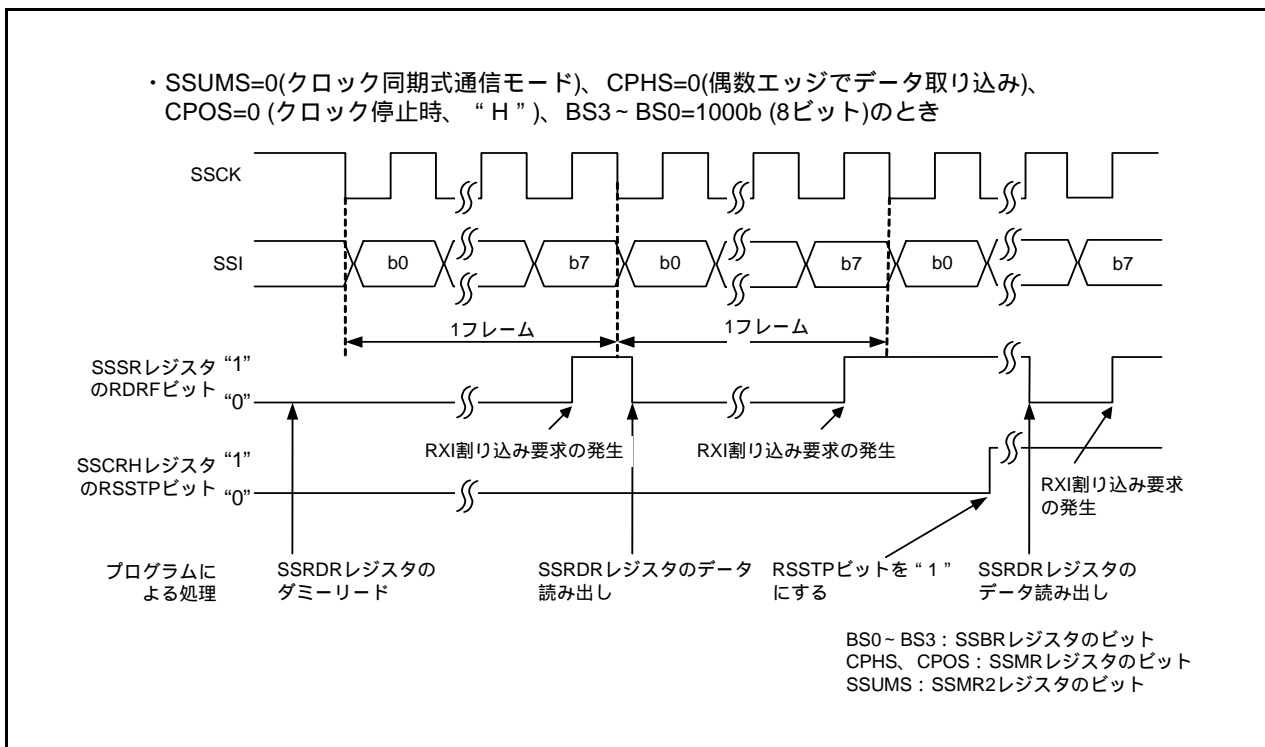 ・SSUMS=0(クロック同期式通信モード)、CPHS=0(偶数エッジでデータ取り込み)、
CPOS=0 (クロック停止時、 “ H ” )、BS3 ~ BS0=1000b (8ビット)のとき
SSCK
SSI
b0
b7
b0
b7
b0
b7
1フレーム
1フレーム
SSSRレジスタ “1”
のRDRFビット
“0”
RXI割り込み要求の発生
RXI割り込み要求の発生
SSCRHレジスタ “1”
のRSSTPビット
“0”
RXI割り込み要求
の発生
プログラムに
よる処理
SSRDRレジスタの
ダミーリード
SSRDRレジスタのデータ
読み出し
RSSTPビットを “ 1 ”
にする
SSRDRレジスタの
データ読み出し
BS0 ~ BS3 : SSBRレジスタのビット
CPHS、CPOS : SSMRレジスタのビット
SSUMS : SSMR2レジスタのビット